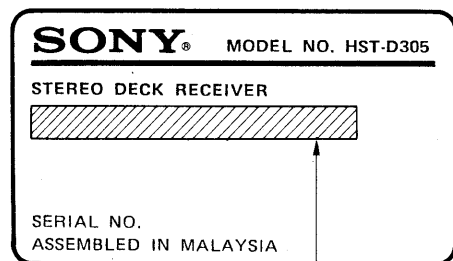 SONY® MODEL NO. HST-D305
STEREO DECK RECEIVER
SERIAL NO.
ASSEMBLED IN MALAYSIA